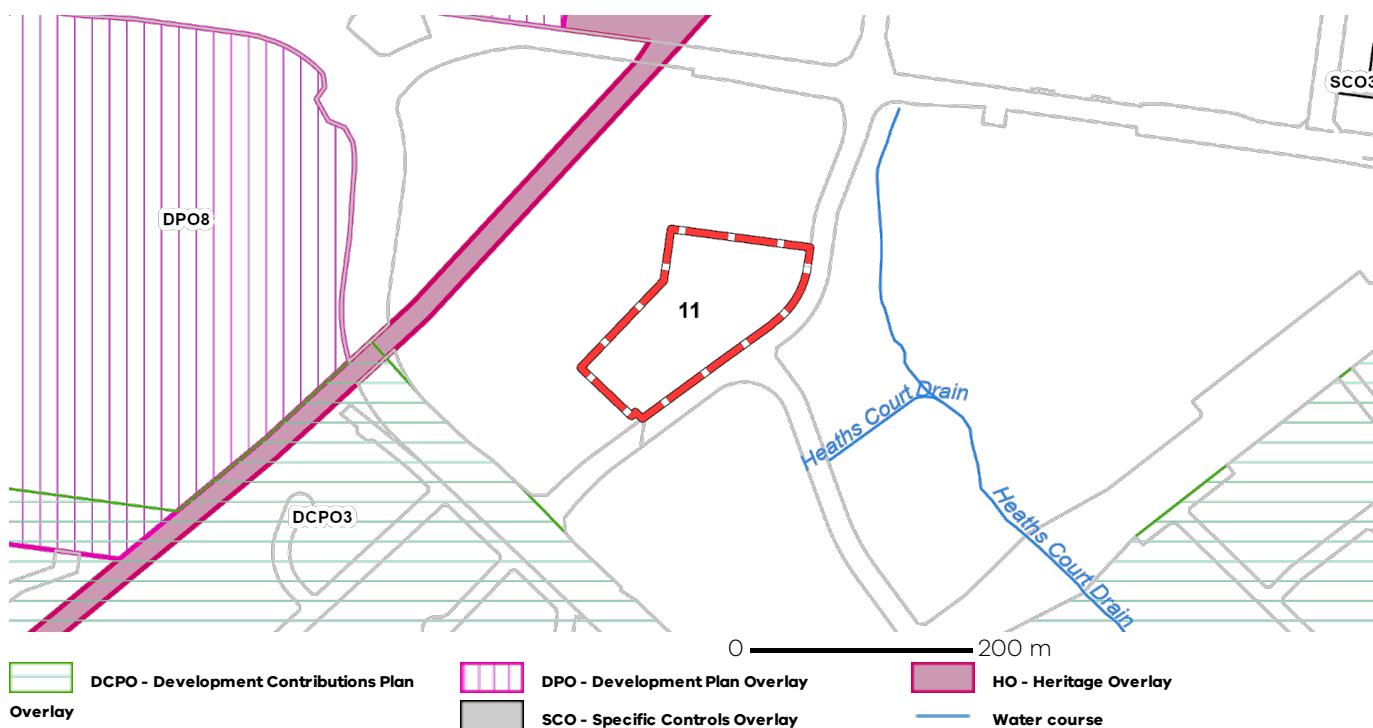 SCO3
DPO8
11
Heaths Court Drain
Heaths Court Drain
DCPO3
0 200 m
DCPO - Development Contributions Plan
Overlay
DPO - Development Plan Overlay
HO - Heritage Overlay
SCO - Specific Controls Overlay
Water course